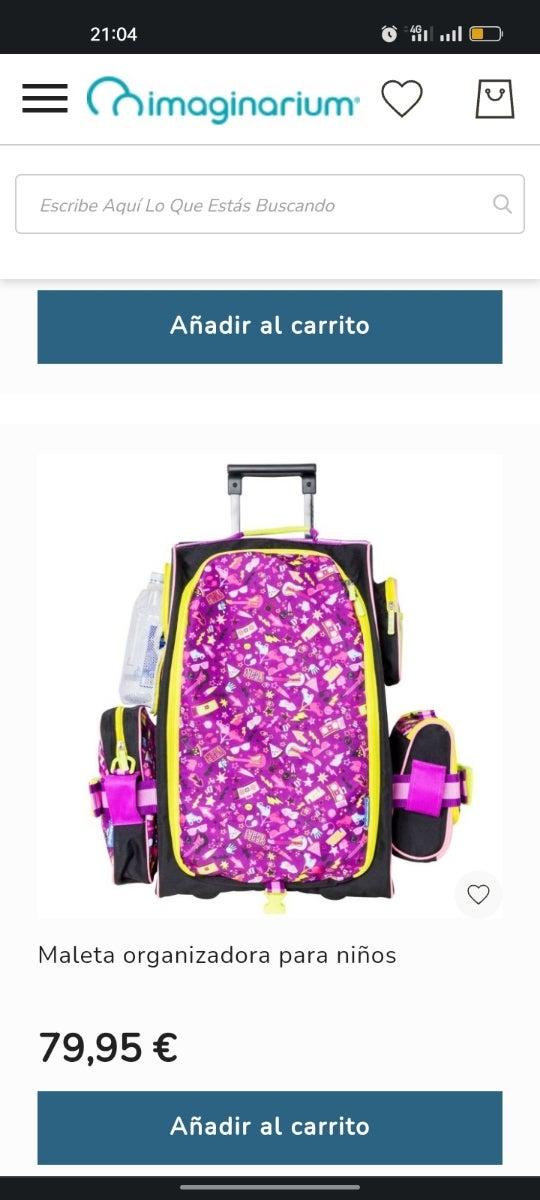 21:04
4G
imaginarium
Escribe Aquí Lo Que Estás Buscando
Añadir al carrito
Maleta organizadora para niños
79,95 €
Añadir al carrito